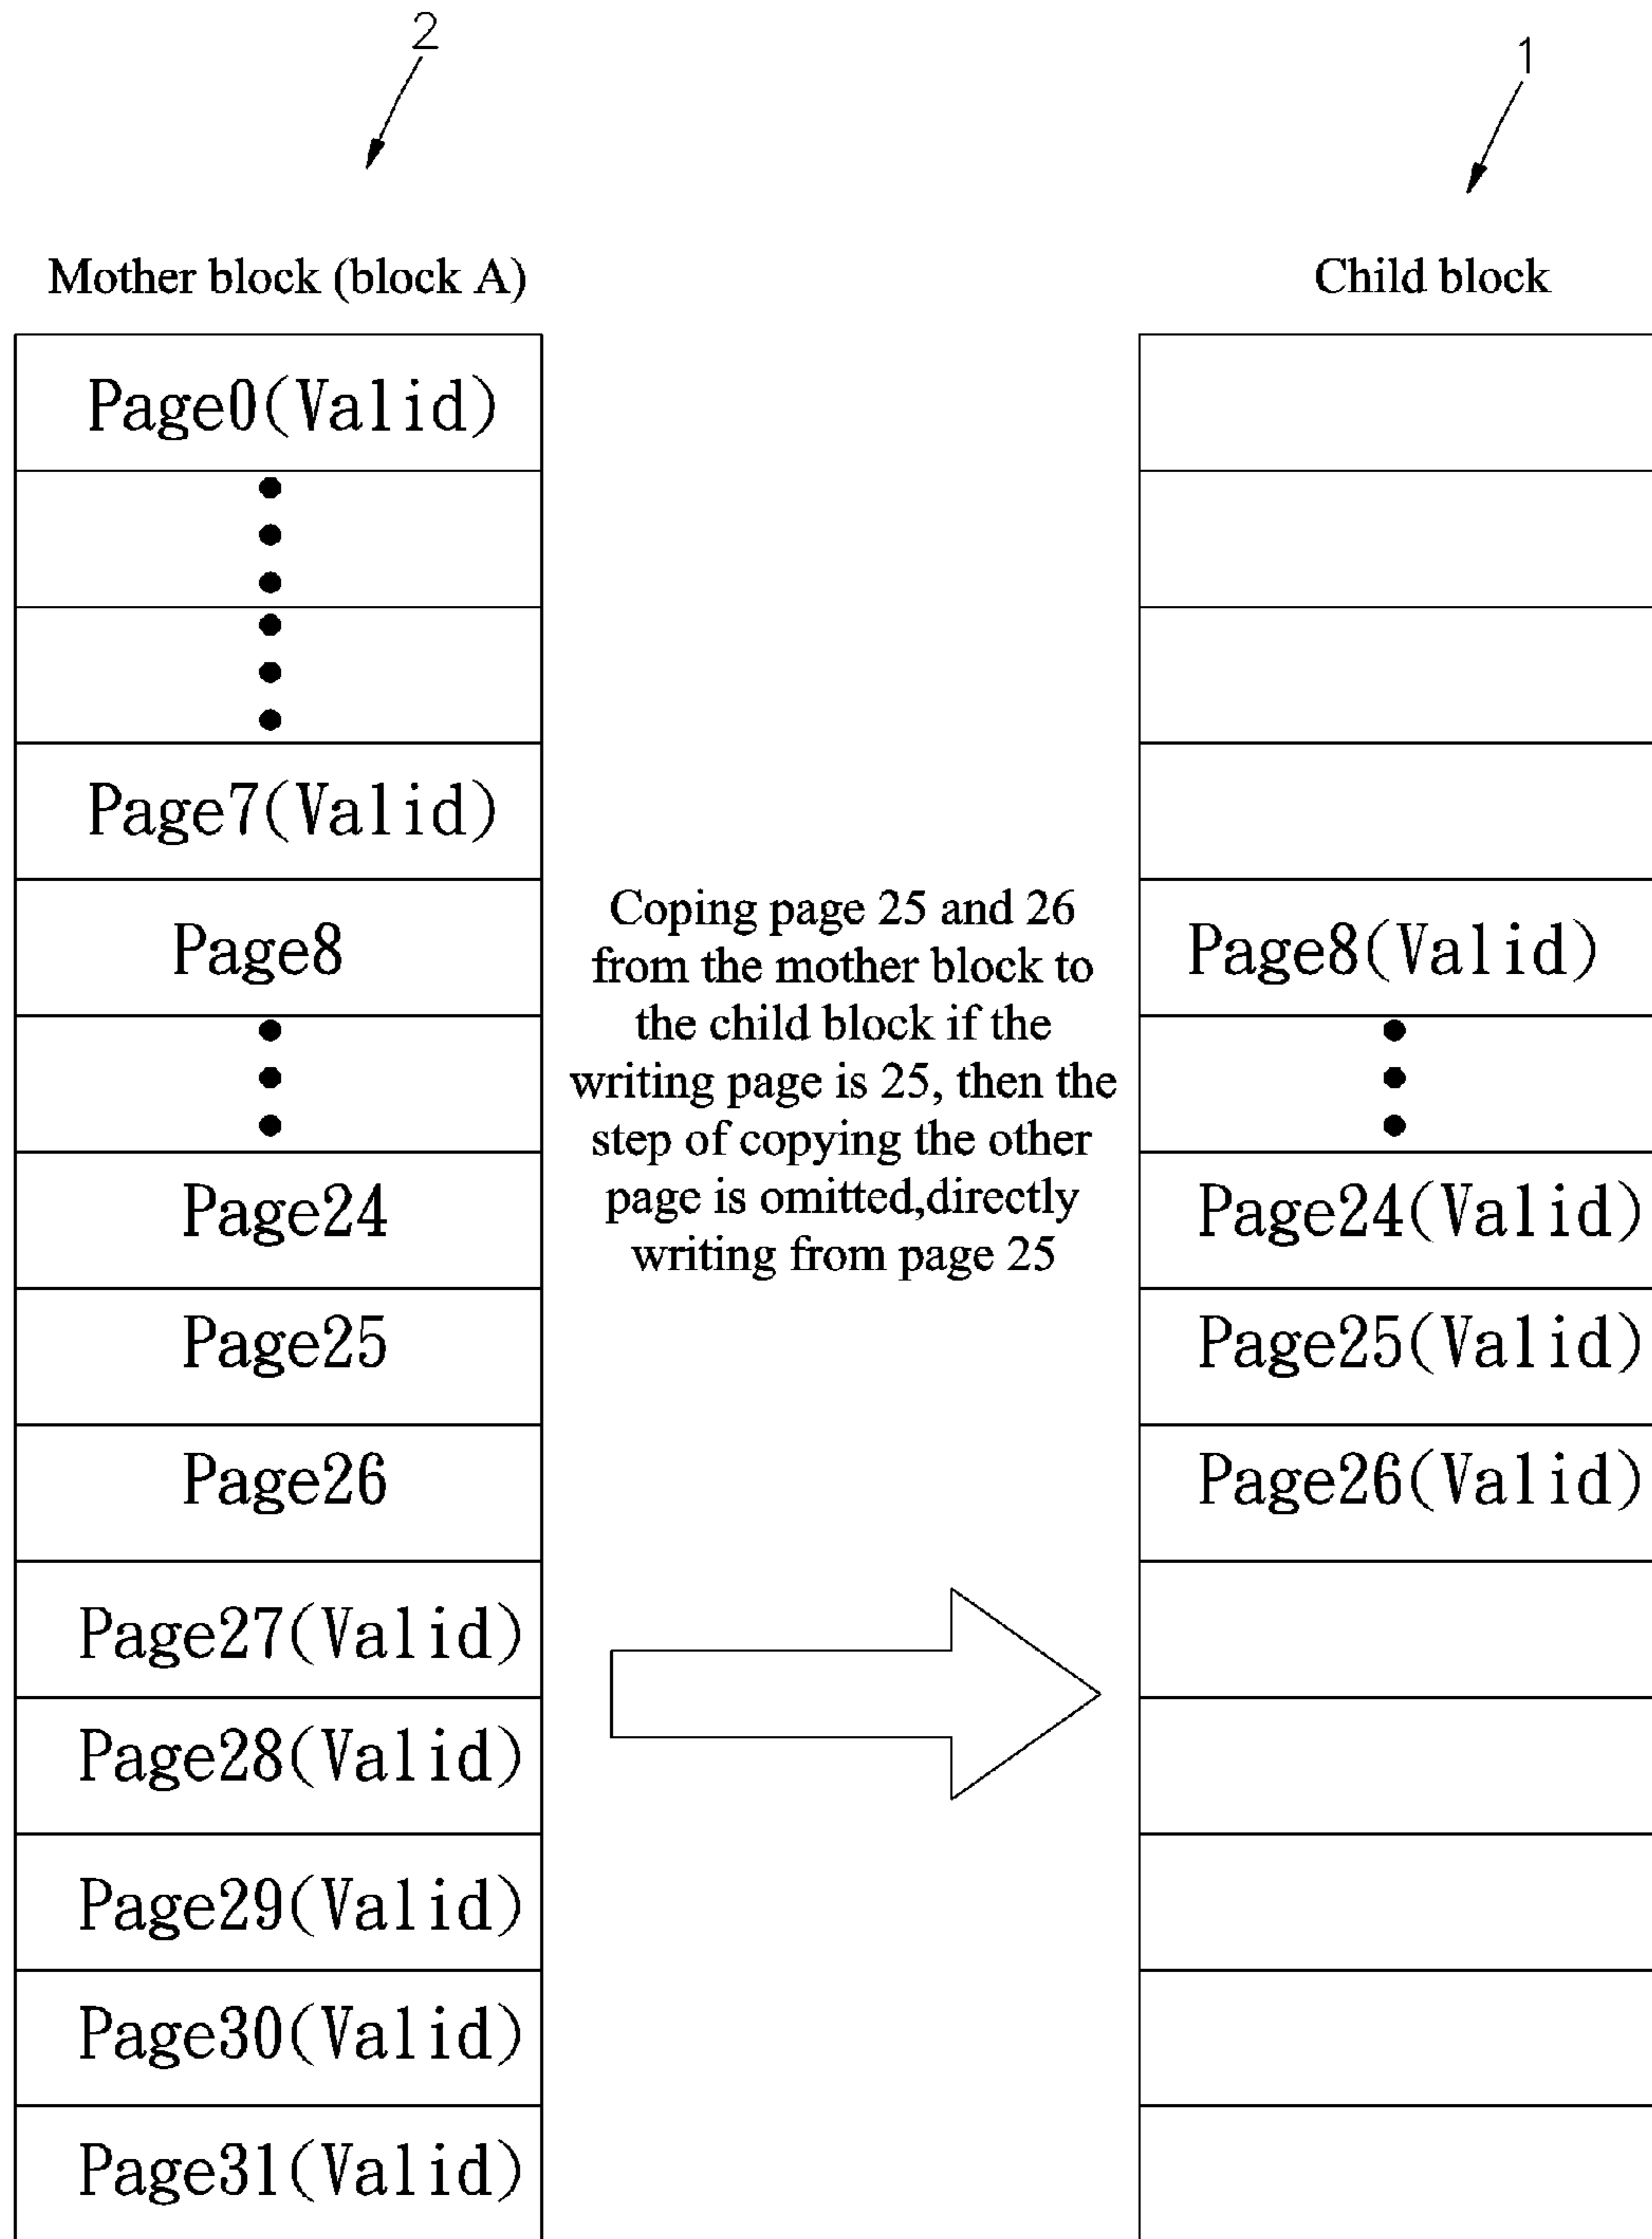 2
1
Mother block (block A)
Child block
Page0(Valid)
Page7(Valid)
Page8
Page24
Page25
Page26
Page27(Valid)
Page28(Valid)
Page29(Valid)
Page30(Valid)
Page31(Valid)
Coping page 25 and 26
from the mother block to
the child block if the
writing page is 25, then the
step of copying the other
page is omitted,directly
writing from page 25
Page8(Valid)
Page24(Valid)
Page25(Valid)
Page26(Valid)